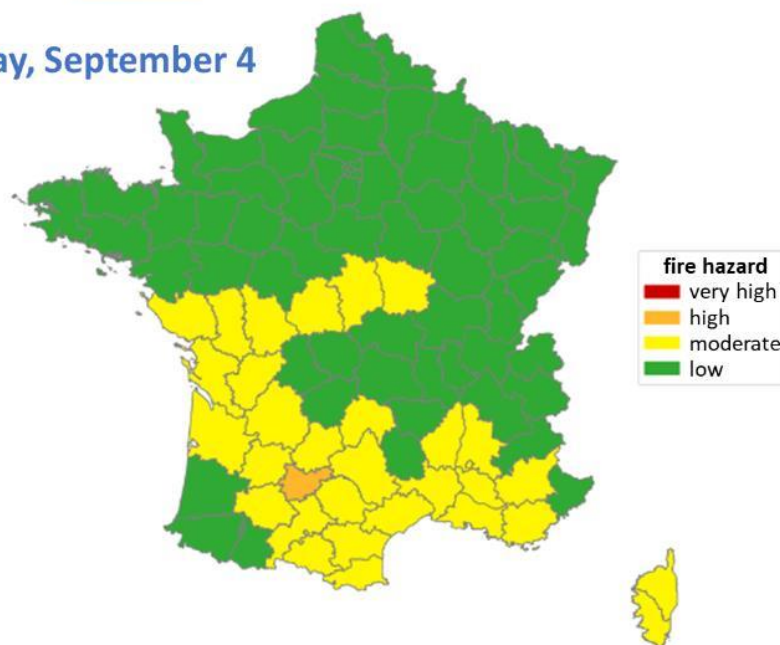 ay, September 4
fire hazard
very high
high
moderate
low